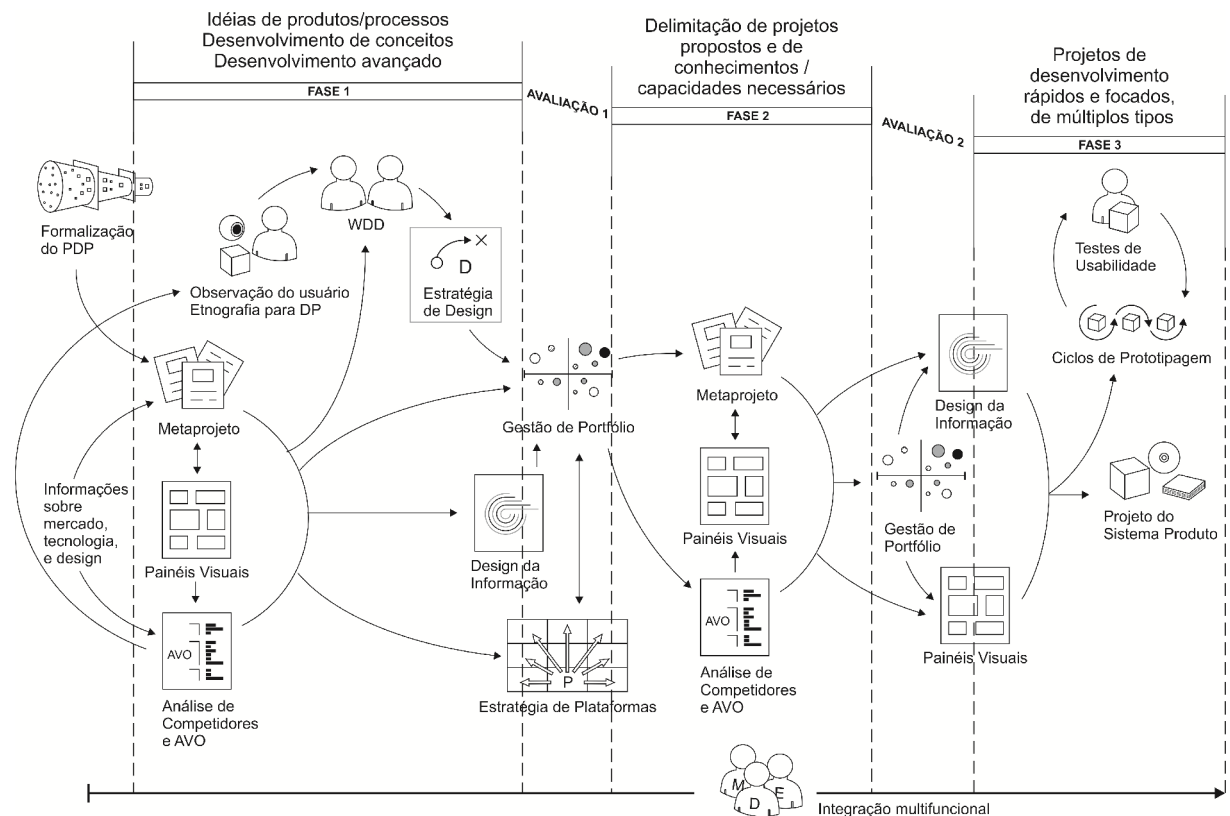 Idéias de produtos/processos
Desenvolvimento de conceitos
Desenvolvimento avançado
FASE 1
AVALIAÇÃO 1
Delimitação de projetos
propostos e de
conhecimentos /
capacidades necessários
FASE 2
AVALIAÇÃO 2
Projetos de
desenvolvimento
rápidos e focados,
de múltiplos tipos
FASE 3
Formalização
do PDP
Observação do usuário
Etnografia para DP
WDD
D
Estratégia
de Design
Metaprojeto
Informações
sobre
mercado,
tecnologia,
e design
Painéis Visuais
AVO
Análise de
Competidores
e AVO
Gestão de Portfólio
Design da
Informação
P
Estratégia de Plataformas
Metaprojeto
Painéis Visuais
AVO
Análise de
Competidores
e AVO
Design da
Informação
Gestão de
Portfólio
Painéis Visuais
Testes de
Usabilidade
Ciclos de Prototipagem
Projeto do
Sistema Produto
M
D
E
Integração multifuncional